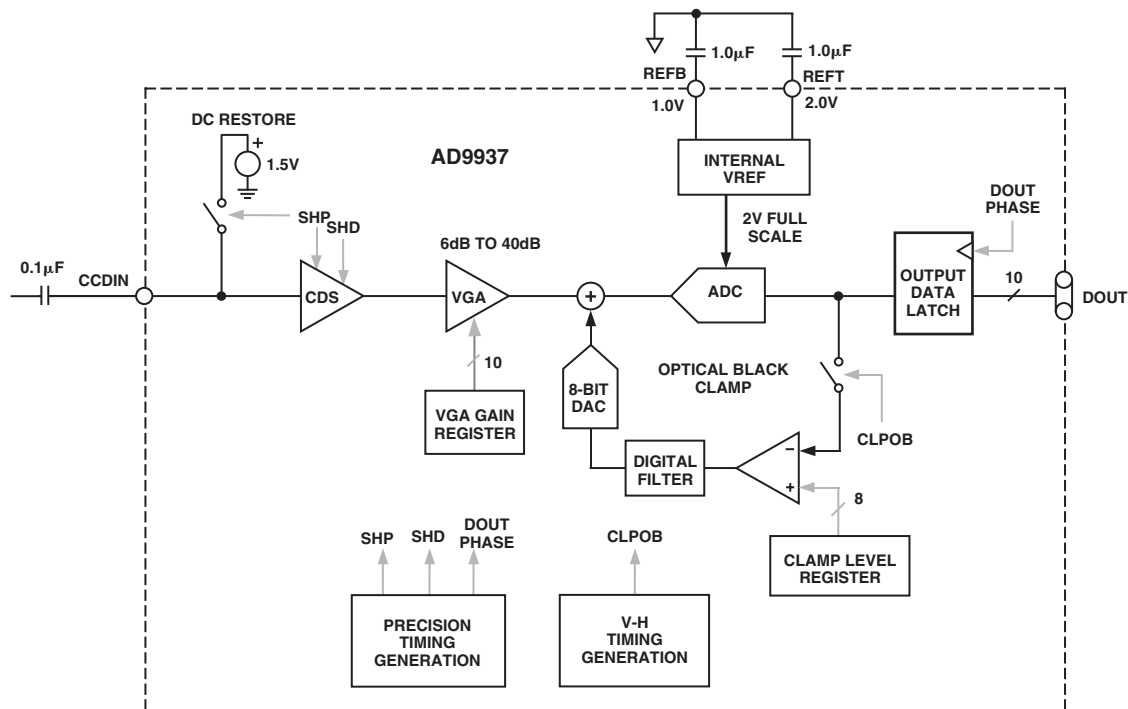 1.0µF
1.0µF
REFB
REFT
1.0V
2.0V
DC RESTORE
+
1.5V
AD9937
INTERNAL
VREF
DOUT
PHASE
SHP
SHD
2V FULL
SCALE
6dB TO 40dB
0.1µF
CCDIN
CDS
VGA
+
ADC
OUTPUT
DATA
LATCH
10
DOUT
10
8-BIT
DAC
OPTICAL BLACK
CLAMP
VGA GAIN
REGISTER
CLPOB
DIGITAL
FILTER
–
+
8
SHP
SHD
DOUT
PHASE
CLPOB
CLAMP LEVEL
REGISTER
PRECISION
TIMING
GENERATION
V-H
TIMING
GENERATION